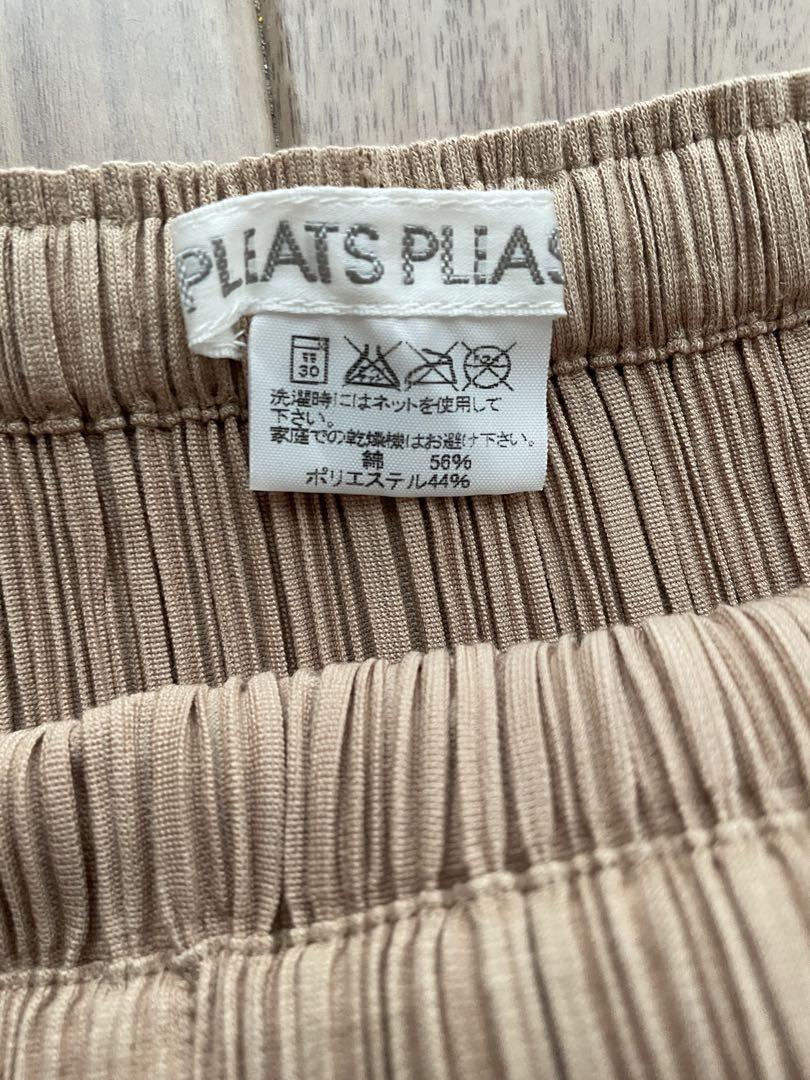 PLEATS PLEAS
30
洗濯時にはネットを使用して
下さい。
家庭での乾燥機はお避け下さい。
綿 56%
ポリエステル44%